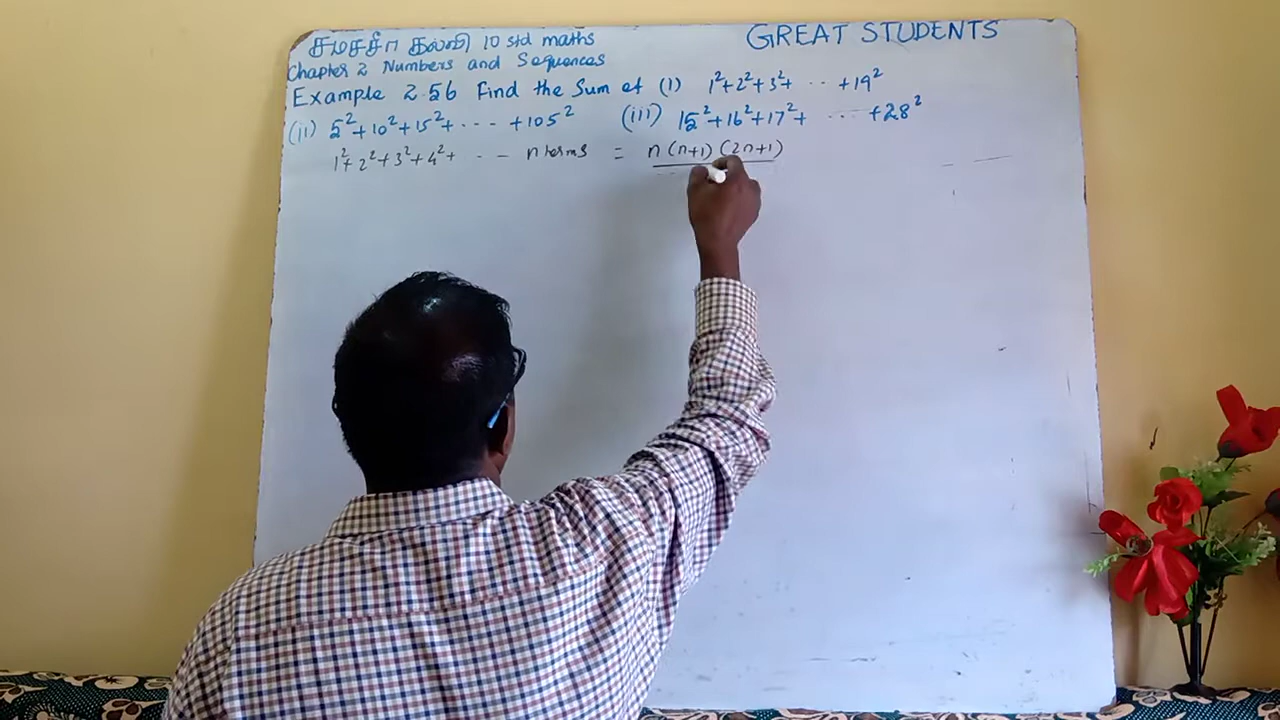 சமச்சீர் கல்வி 10 std maths
GREAT STUDENTS
Chapter 2 Numbers and Sequences
Example 2.56 Find the Sum of (i) 1²+2²+3²+ ... +19²
(ii) 5²+10²+15²+ ... +105² (iii) 15²+16²+17²+ ... +28²
1²+2²+3²+4²+ ... n terms = n(n+1)(2n+1)